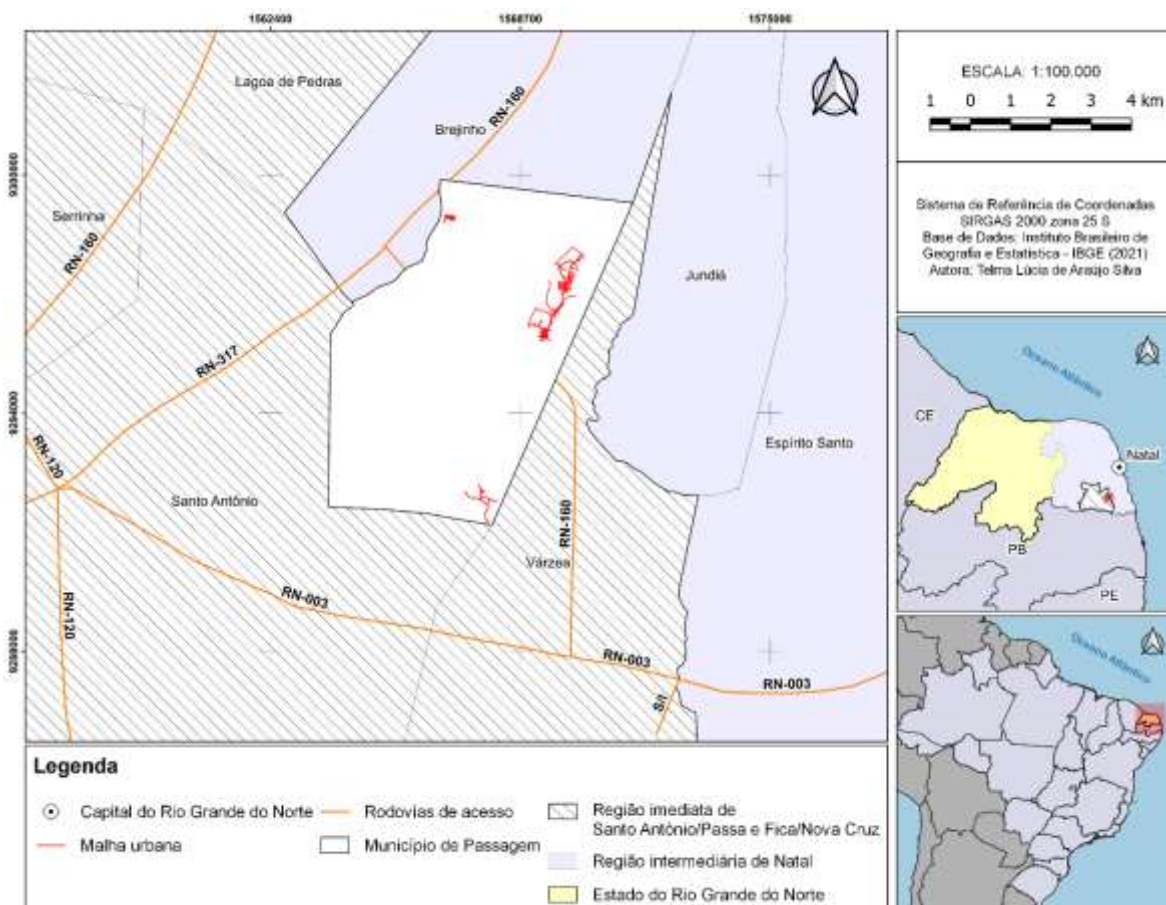 1562400
1568700
1575000
9300000
9294000
Lagoa de Pedras
Brejinho
RN-160
Serrinha
RN-160
Jundiá
RN-317
Espírito Santo
RN-120
Santo Antônio
RN-160
Várzea
RN-003
RN-120
RN-003
RN-003
S/I
ESCALA: 1:100.000
1 0 1 2 3 4 km
Sistema de Referência de Coordenadas
SIRGAS 2000 zona 25 S
Base de Dados: Instituto Brasileiro de
Geografia e Estatística - IBGE (2021)
Autora: Telma Lúcia de Araújo Silva
Oceano Atlântico
CE
Natal
PB
PE
Oceano Atlântico
Legenda
Capital do Rio Grande do Norte
Malha urbana
Rodovias de acesso
Município de Passagem
Região imediata de
Santo Antônio/Passa e Fica/Nova Cruz
Região intermediária de Natal
Estado do Rio Grande do Norte